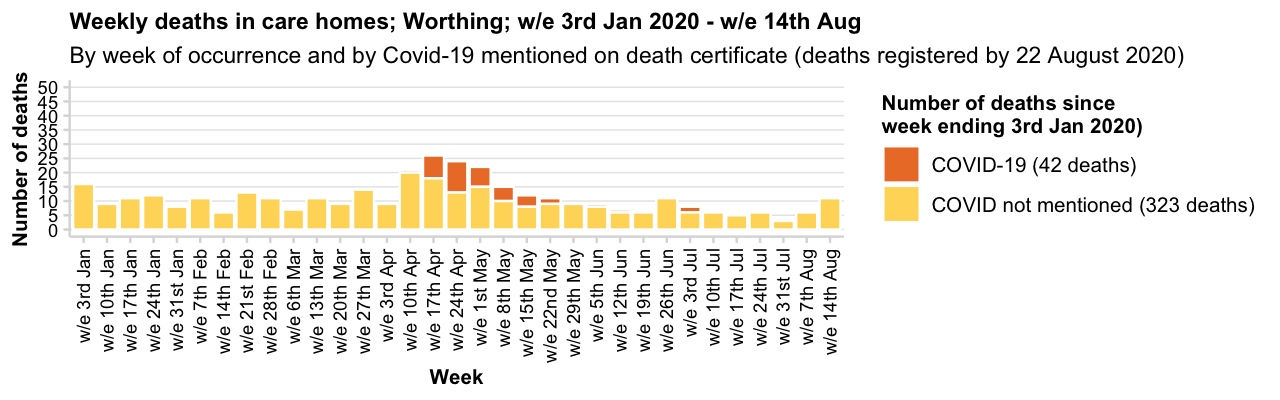 Weekly deaths in care homes; Worthing; w/e 3rd Jan 2020 - w/e 14th Aug
By week of occurrence and by Covid-19 mentioned on death certificate (deaths registered by 22 August 2020)
Number of deaths
50
45
40
35
30
25
20
15
10
5
0
w/e 3rd Jan
w/e 10th Jan
w/e 17th Jan
w/e 24th Jan
w/e 31st Jan
w/e 7th Feb
w/e 14th Feb
w/e 21st Feb
w/e 28th Feb
w/e 6th Mar
w/e 13th Mar
w/e 20th Mar
w/e 27th Mar
w/e 3rd Apr
w/e 10th Apr
w/e 17th Apr
w/e 24th Apr
w/e 1st May
w/e 8th May
w/e 15th May
w/e 22nd May
w/e 29th May
w/e 5th Jun
w/e 12th Jun
w/e 19th Jun
w/e 26th Jun
w/e 3rd Jul
w/e 10th Jul
w/e 17th Jul
w/e 24th Jul
w/e 31st Jul
w/e 7th Aug
w/e 14th Aug
Week
Number of deaths since
week ending 3rd Jan 2020)
COVID-19 (42 deaths)
COVID not mentioned (323 deaths)